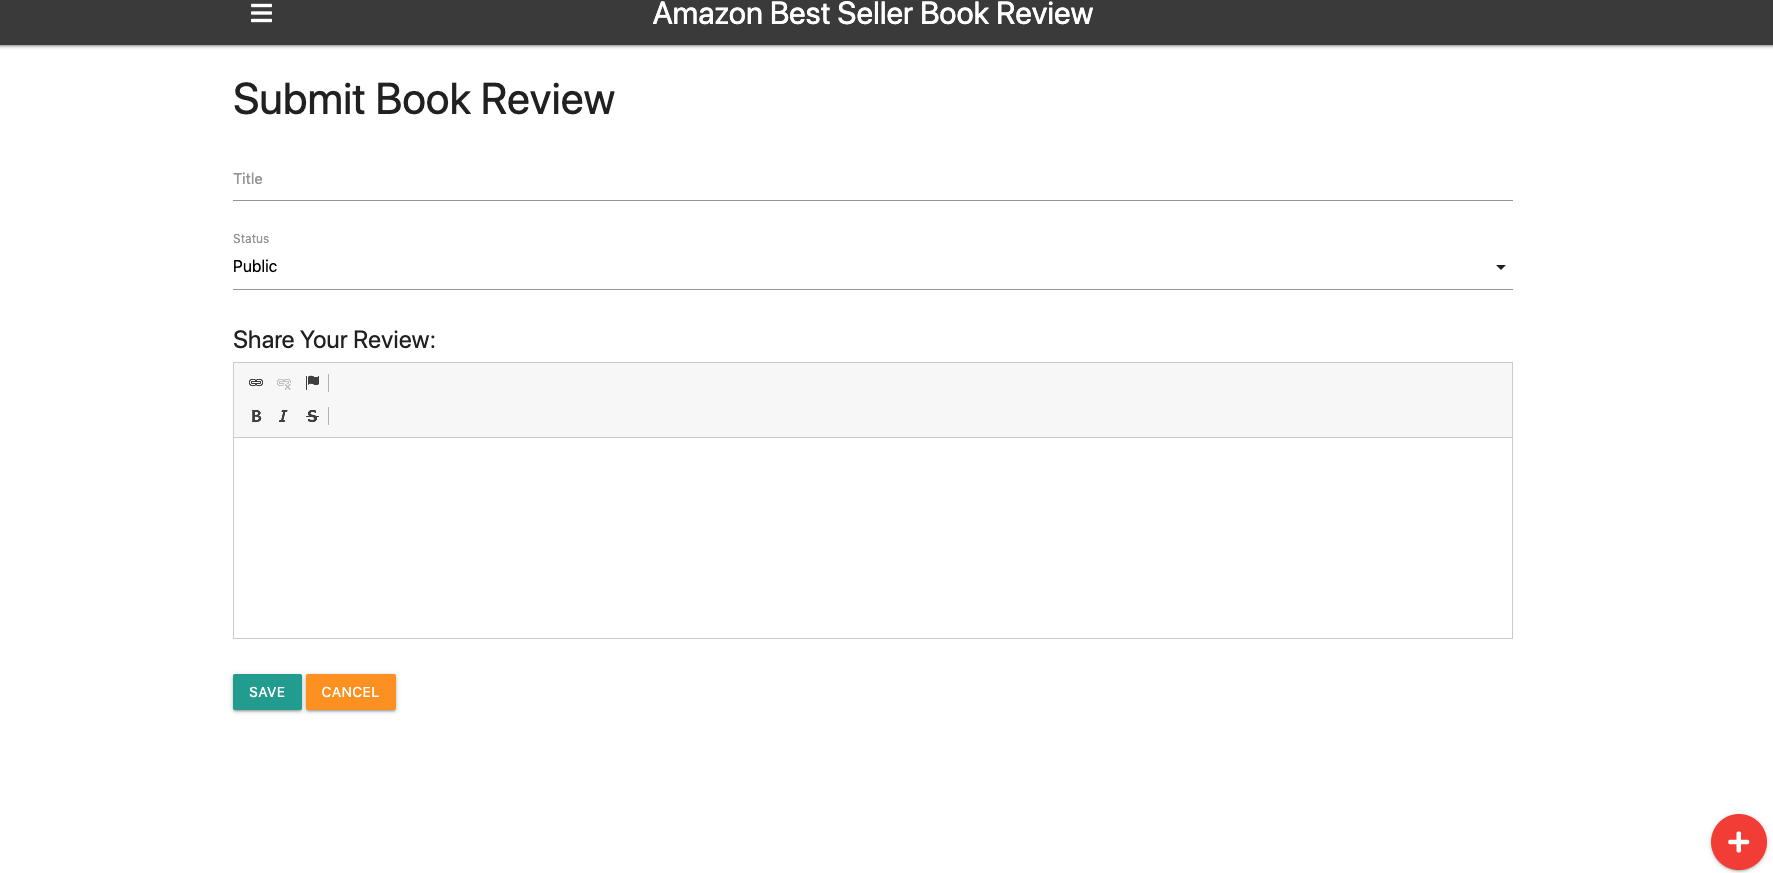 Amazon Best Seller Book Review
Submit Book Review
Title
Status
Public
Share Your Review:
B I S
SAVE CANCEL